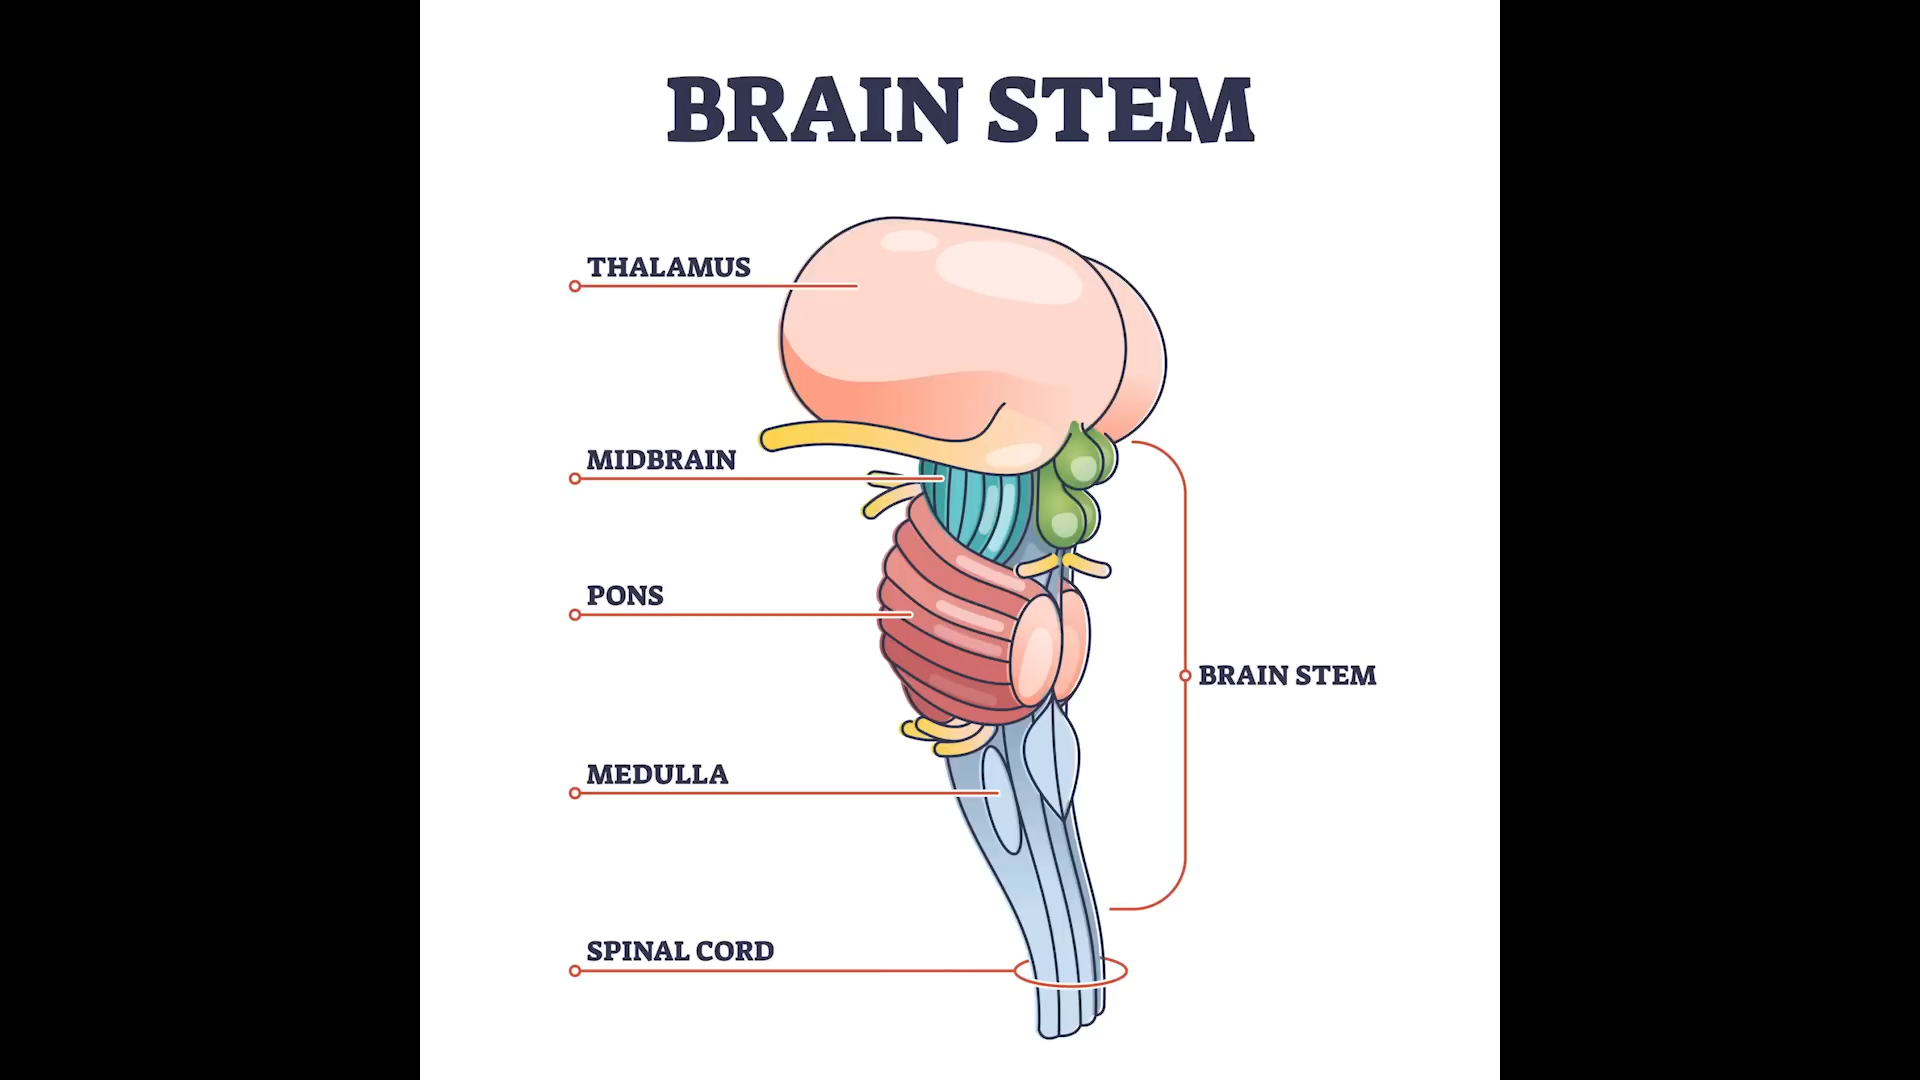 BRAIN STEM
THALAMUS
MIDBRAIN
PONS
BRAIN STEM
MEDULLA
SPINAL CORD